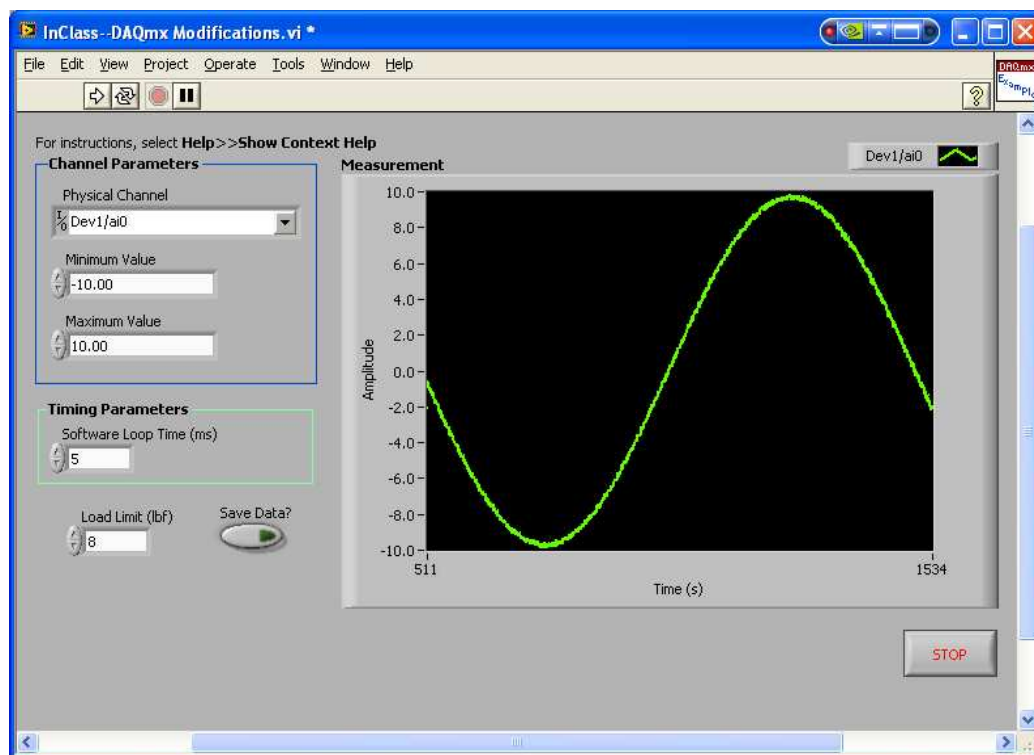 InClass--DAQmx Modifications.vi *
File Edit View Project Operate Tools Window Help
DAQmx
Example
For instructions, select Help>>Show Context Help
Channel Parameters
Physical Channel
I/O Dev1/ai0
Minimum Value
-10.00
Maximum Value
10.00
Timing Parameters
Software Loop Time (ms)
5
Load Limit (lbf)
8
Save Data?
Measurement
Dev1/ai0
Amplitude
10.0
8.0
6.0
4.0
2.0
0.0
-2.0
-4.0
-6.0
-8.0
-10.0
511
1534
Time (s)
STOP